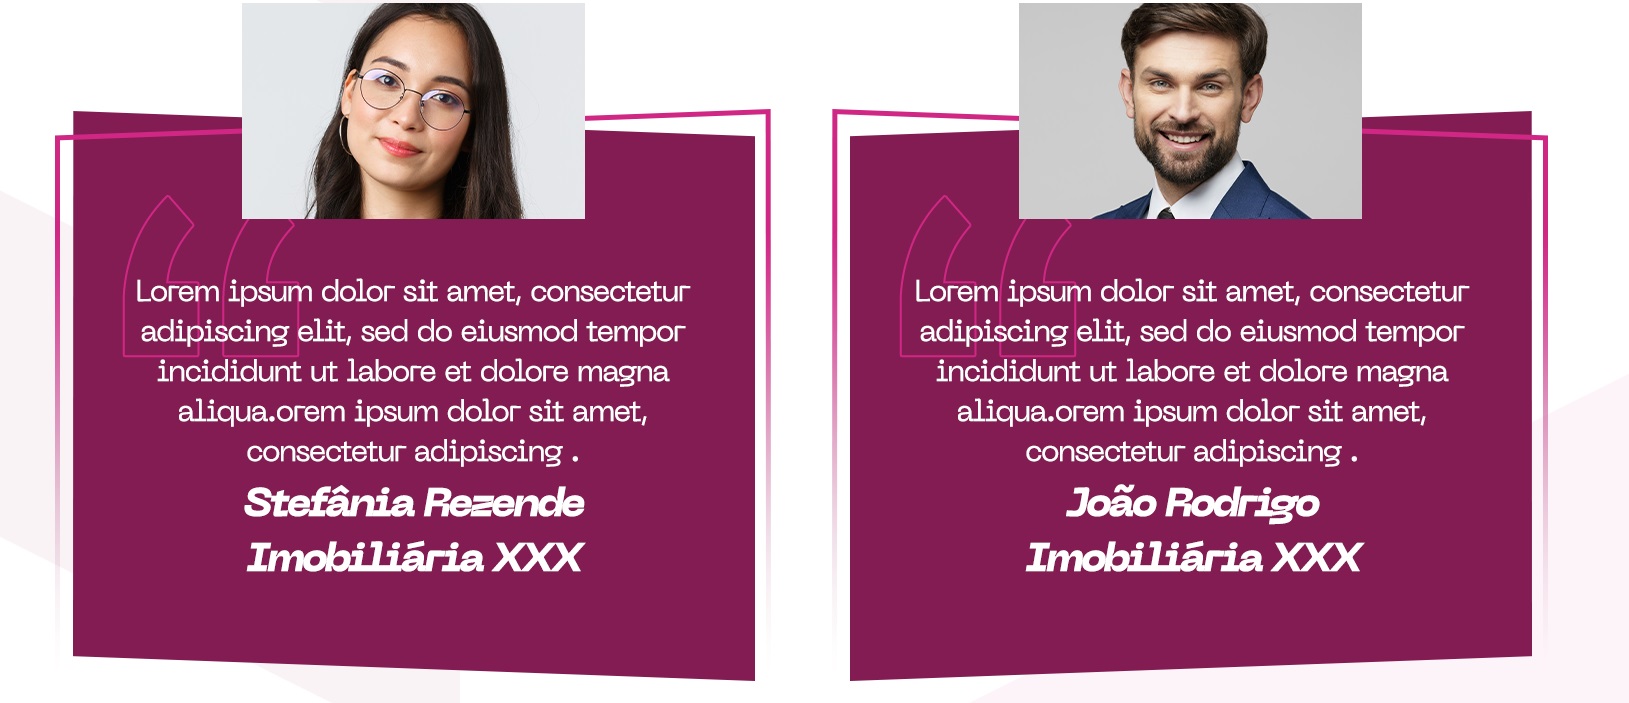 Lorem ipsum dolor sit amet, consectetur
adipiscing elit, sed do eiusmod tempor
incididunt ut labore et dolore magna
aliqua.orem ipsum dolor sit amet,
consectetur adipiscing .
Stefânia Rezende
Imobiliária XXX
Lorem ipsum dolor sit amet, consectetur
adipiscing elit, sed do eiusmod tempor
incididunt ut labore et dolore magna
aliqua.orem ipsum dolor sit amet,
consectetur adipiscing .
João Rodrigo
Imobiliária XXX